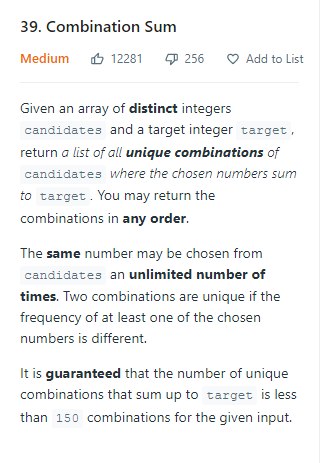 39. Combination Sum
Medium 12281 256 Add to List
Given an array of distinct integers
candidates and a target integer target ,
return a list of all unique combinations of
candidates where the chosen numbers sum
to target . You may return the
combinations in any order.
The same number may be chosen from
candidates an unlimited number of
times. Two combinations are unique if the
frequency of at least one of the chosen
numbers is different.
It is guaranteed that the number of unique
combinations that sum up to target is less
than 150 combinations for the given input.